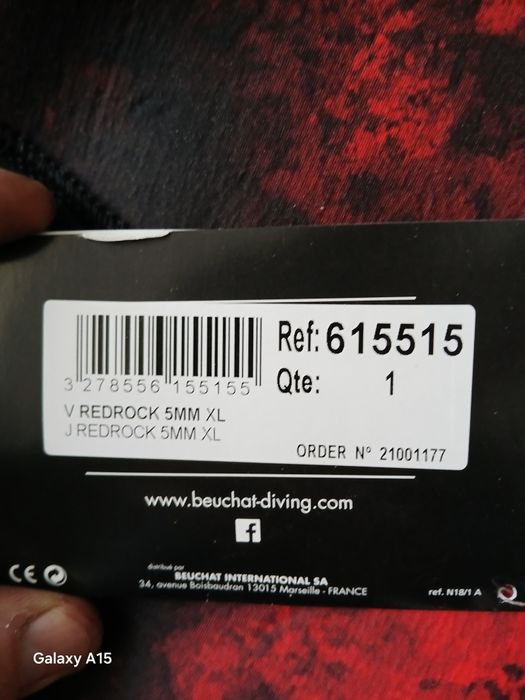 Ref: 615515
Qte: 1
3 278556 155155
V REDROCK 5MM XL
J REDROCK 5MM XL
ORDER N° 21001177
www.beuchat-diving.com
f
CE
distribué par
BEUCHAT INTERNATIONAL SA
34, avenue Boisbaudran 13015 Marseille - FRANCE
ref. N18/1 A
Galaxy A15